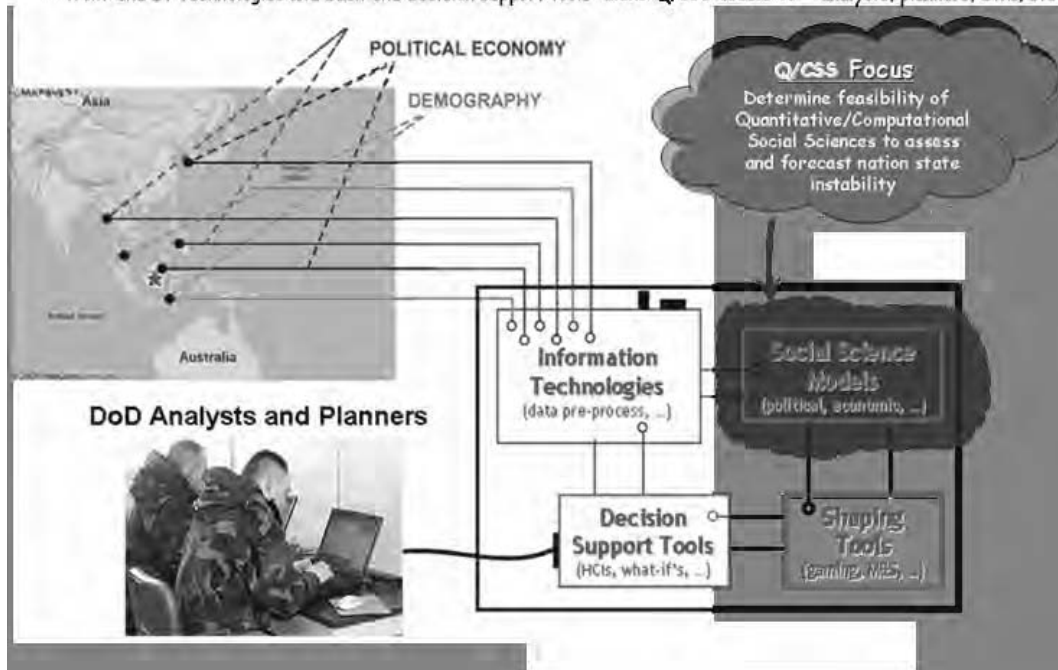 POLITICAL ECONOMY
DEMOGRAPHY
Asia
Australia
Q/CSS Focus
Determine feasibility of
Quantitative/Computational
Social Sciences to assess
and forecast nation state
instability
Information
Technologies
(data pre-process, ...)
Social Science
Models
(political, economic, ...)
DoD Analysts and Planners
Decision
Support Tools
(HCIs, what-if's, ...)
Shaping
Tools
(gaming, ...)